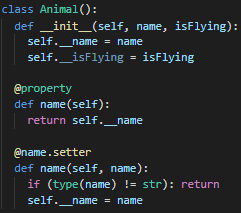 class Animal():
def __init__(self, name, isFlying):
self.__name = name
self.__isFlying = isFlying
@property
def name(self):
return self.__name
@name.setter
def name(self, name):
if (type(name) != str): return
self.__name = name